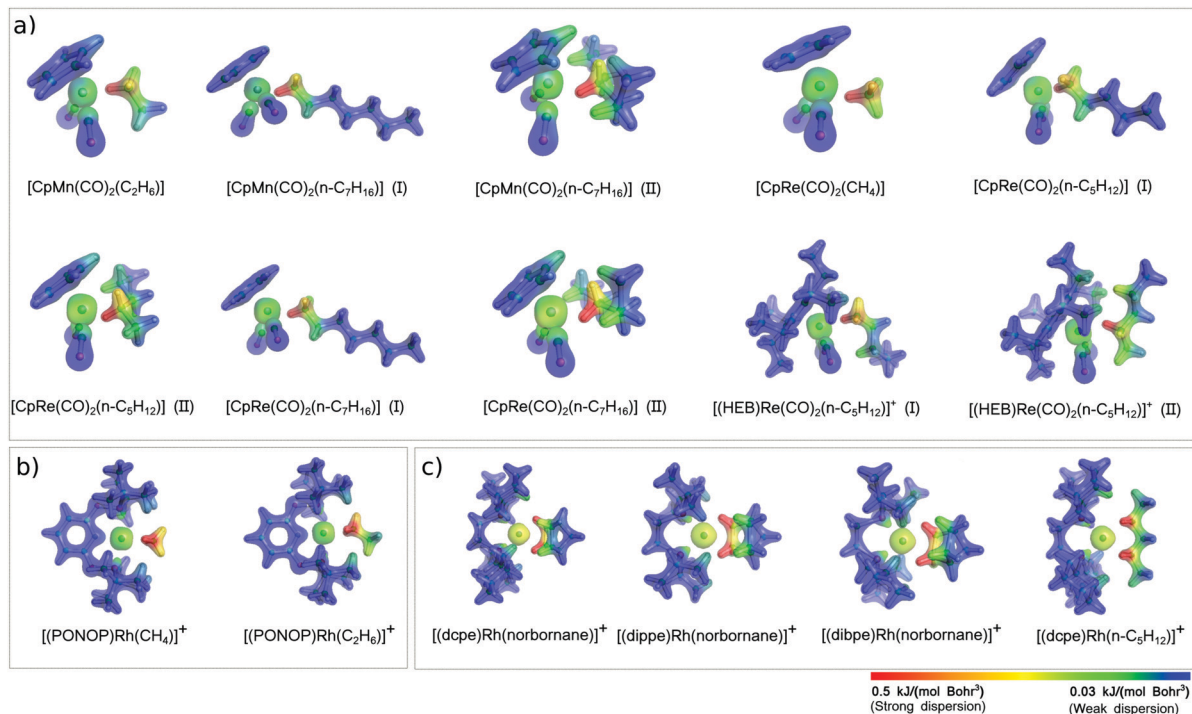 a)
[CpMn(CO)₂(C₂H₆)]
[CpMn(CO)₂(n-C₇H₁₆)] (I)
[CpMn(CO)₂(n-C₇H₁₆)] (II)
[CpRe(CO)₂(CH₄)]
[CpRe(CO)₂(n-C₅H₁₂)] (I)
[CpRe(CO)₂(n-C₅H₁₂)] (II)
[CpRe(CO)₂(n-C₇H₁₆)] (I)
[CpRe(CO)₂(n-C₇H₁₆)] (II)
[(HEB)Re(CO)₂(n-C₅H₁₂)]⁺ (I)
[(HEB)Re(CO)₂(n-C₅H₁₂)]⁺ (II)
b)
[(PONOP)Rh(CH₄)]⁺
[(PONOP)Rh(C₂H₆)]⁺
c)
[(dcpe)Rh(norbornane)]⁺
[(dippe)Rh(norbornane)]⁺
[(dibpe)Rh(norbornane)]⁺
[(dcpe)Rh(n-C₅H₁₂)]⁺
0.5 kJ/(mol Bohr³)
(Strong dispersion)
0.03 kJ/(mol Bohr³)
(Weak dispersion)